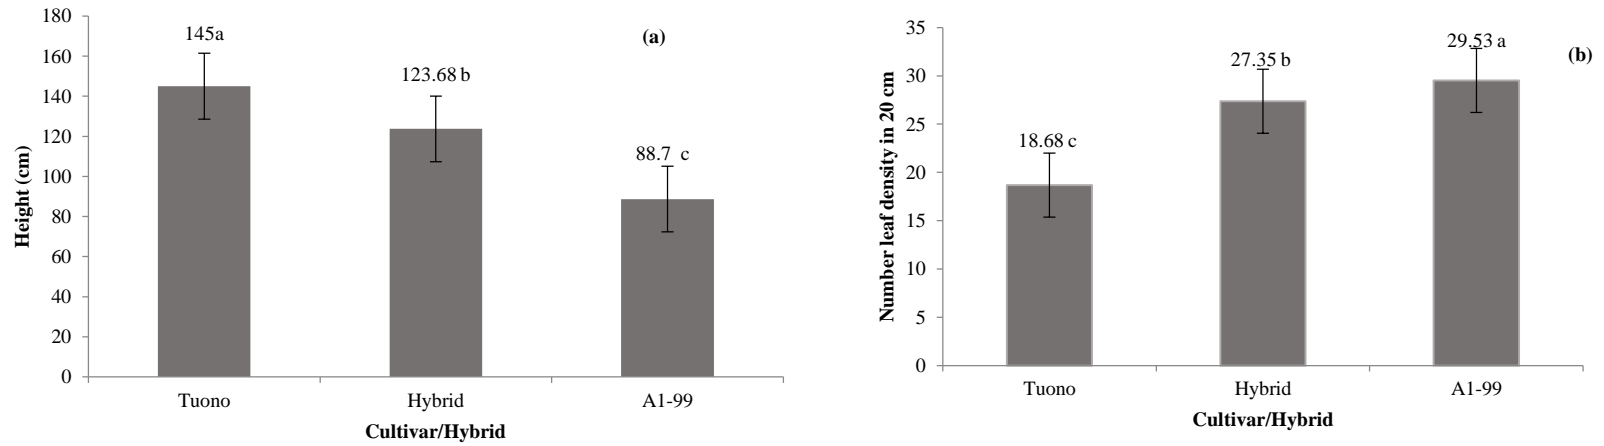 180
160
140
120
100
80
60
40
20
0
Height (cm)
145a
123.68 b
88.7 c
(a)
Tuono
Hybrid
A1-99
Cultivar/Hybrid
35
30
25
20
15
10
5
0
Number leaf density in 20 cm
18.68 c
27.35 b
29.53 a
(b)
Tuono
Hybrid
A1-99
Cultivar/Hybrid